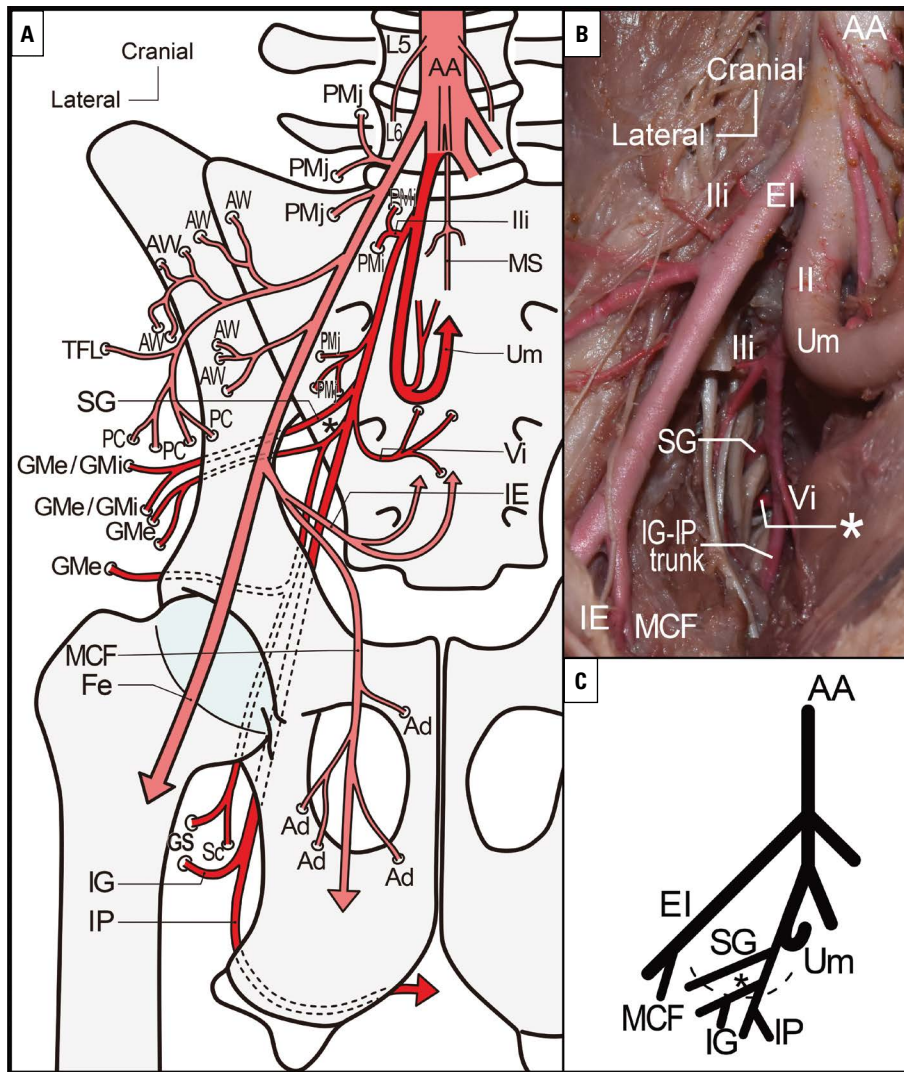 A
Cranial
Lateral
L5
AA
PMj
L6
PMj
PMj
PMi
Ili
AW
AW
AW
AW
PMi
MS
AW
AW
TFL
PMj
Um
AW
PMj
SG
*
PC
PC
PC
PC
GMe/GMi
Vi
GMe/GMi
IE
GMe
GMe
MCF
Fe
Ad
Ad
GS
Sc
Ad
Ad
IG
IP
B
AA
Cranial
Lateral
Ili
EI
II
Um
Ili
SG
Vi
*
IG-IP
trunk
IE
MCF
C
AA
EI
SG
Um
*
MCF
IG
IP